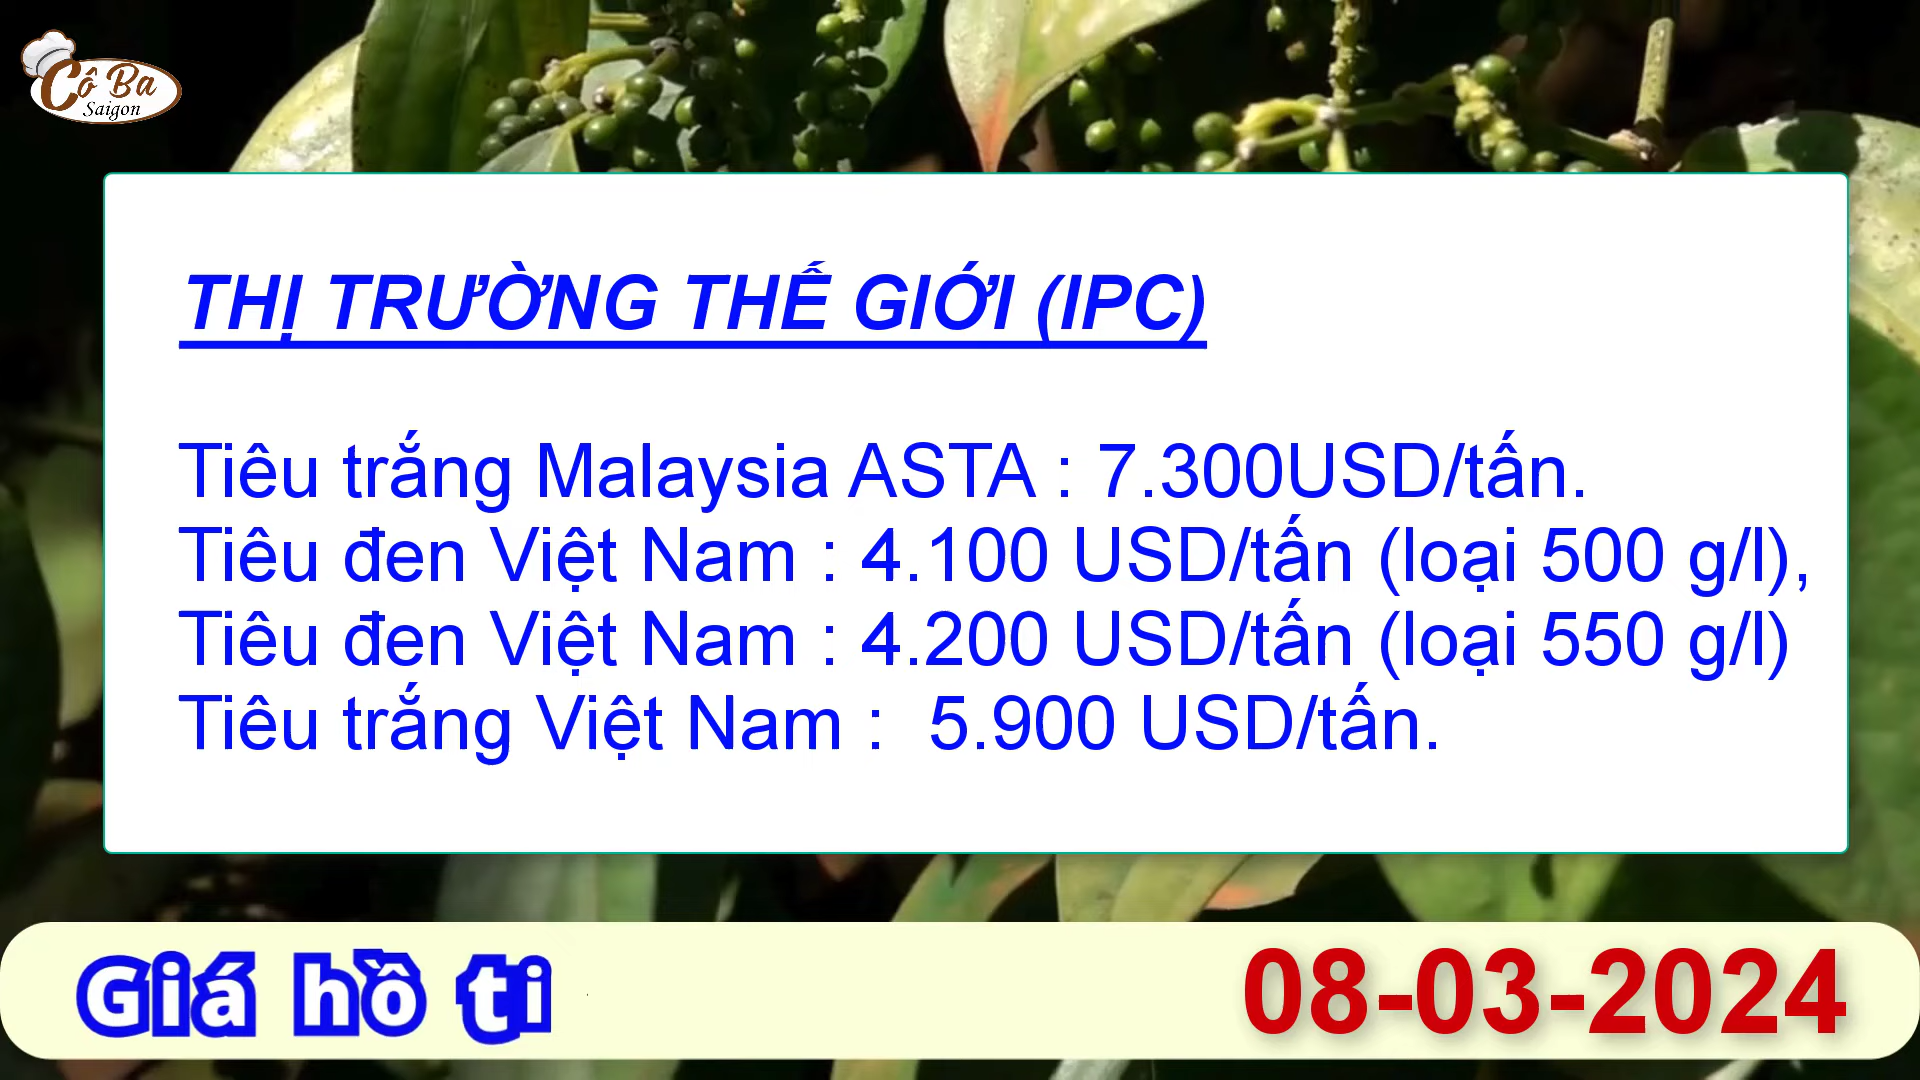 Cô Ba
Saigon
THỊ TRƯỜNG THẾ GIỚI (IPC)
Tiêu trắng Malaysia ASTA : 7.300USD/tấn.
Tiêu đen Việt Nam : 4.100 USD/tấn (loại 500 g/l),
Tiêu đen Việt Nam : 4.200 USD/tấn (loại 550 g/l)
Tiêu trắng Việt Nam :  5.900 USD/tấn.
Giá hồ ti
08-03-2024